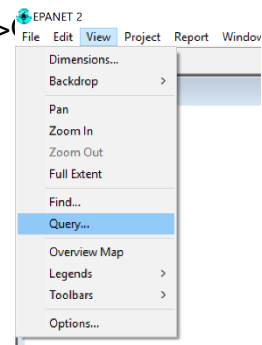 EPANET 2
>(
File Edit View Project Report Window
Dimensions...
Backdrop >
Pan
Zoom In
Zoom Out
Full Extent
Find...
Query...
Overview Map
Legends >
Toolbars >
Options...